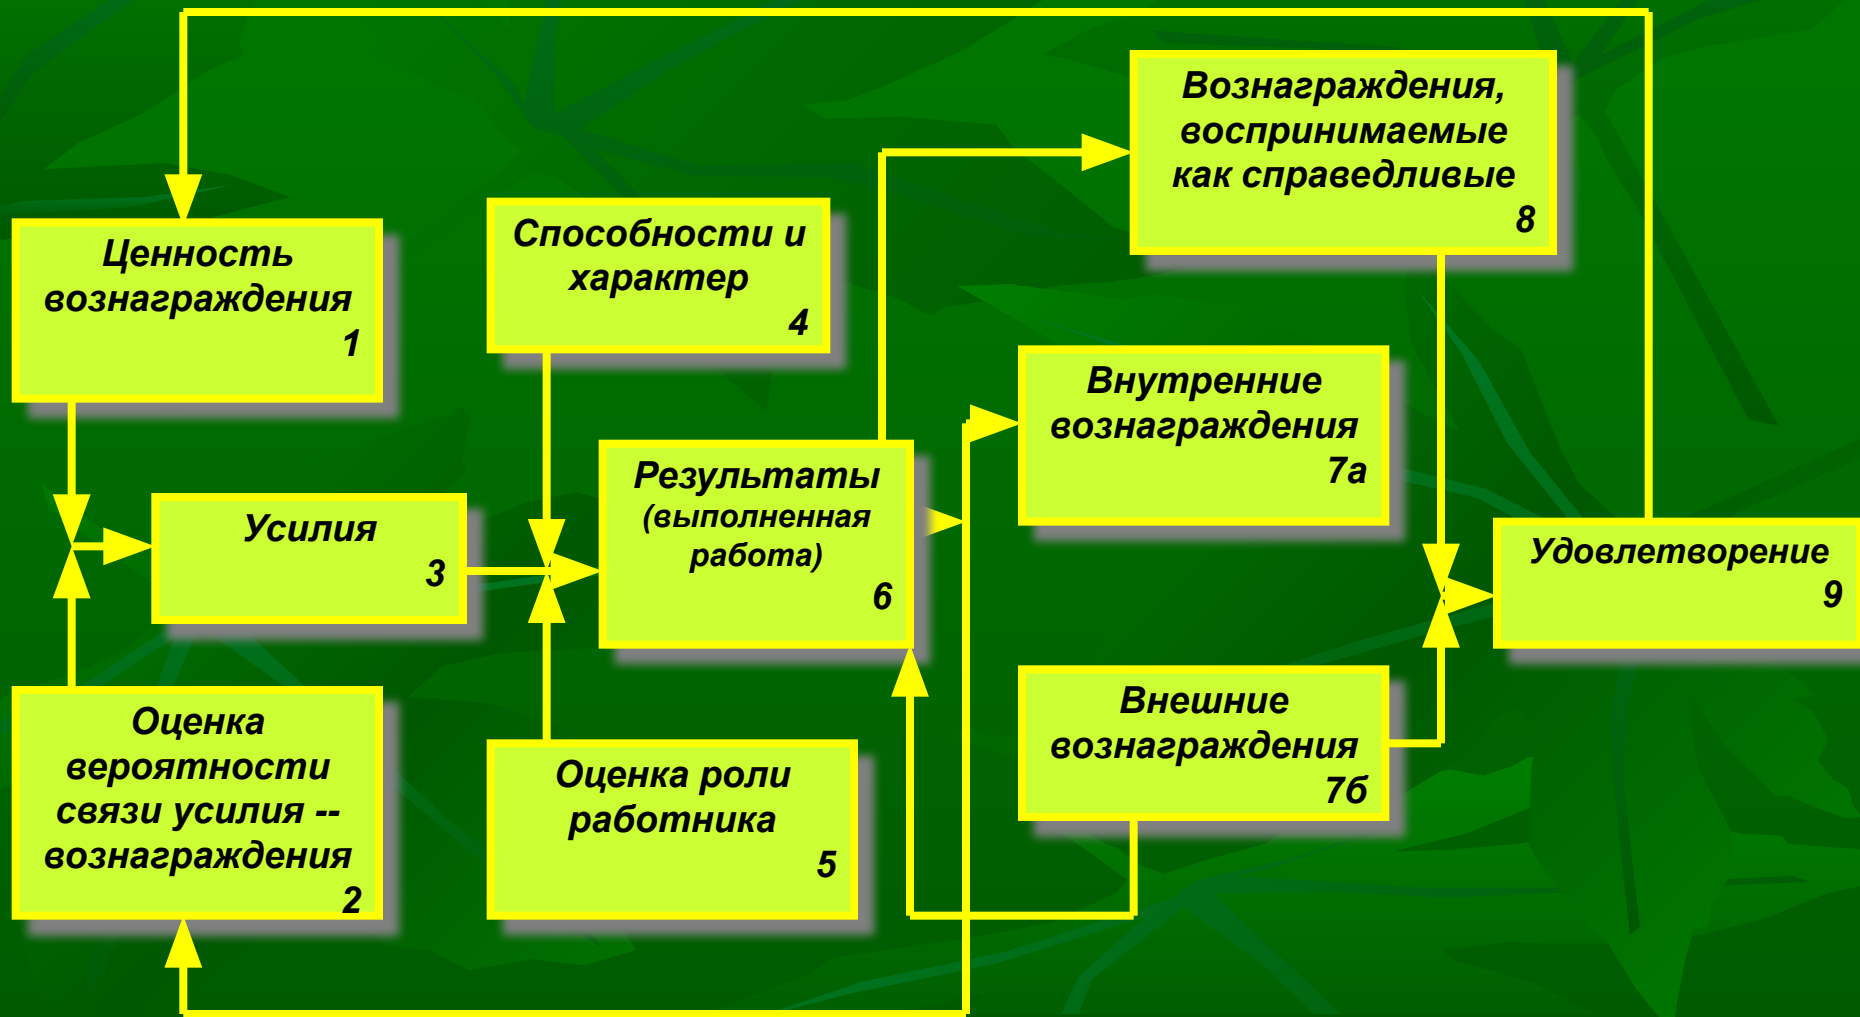 Ценность
вознаграждения
1
Оценка
вероятности
связи усилия --
вознаграждения
2
Усилия
3
Способности и
характер
4
Оценка роли
работника
5
Результаты
(выполненная
работа)
6
Внутренние
вознаграждения
7а
Внешние
вознаграждения
7б
Вознаграждения,
воспринимаемые
как справедливые
8
Удовлетворение
9